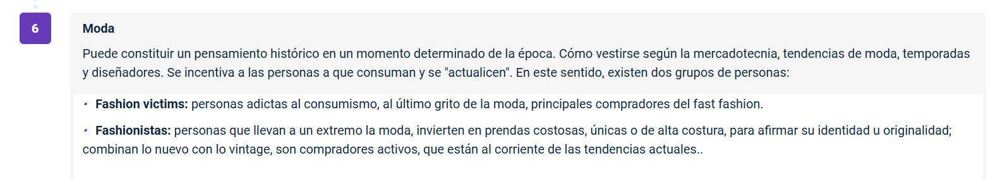 6
Moda
Puede constituir un pensamiento histórico en un momento determinado de la época. Cómo vestirse según la mercadotecnia, tendencias de moda, temporadas
y diseñadores. Se incentiva a las personas a que consuman y se "actualicen". En este sentido, existen dos grupos de personas:
• Fashion victims: personas adictas al consumismo, al último grito de la moda, principales compradores del fast fashion.
• Fashionistas: personas que llevan a un extremo la moda, invierten en prendas costosas, únicas o de alta costura, para afirmar su identidad u originalidad;
combinan lo nuevo con lo vintage, son compradores activos, que están al corriente de las tendencias actuales..